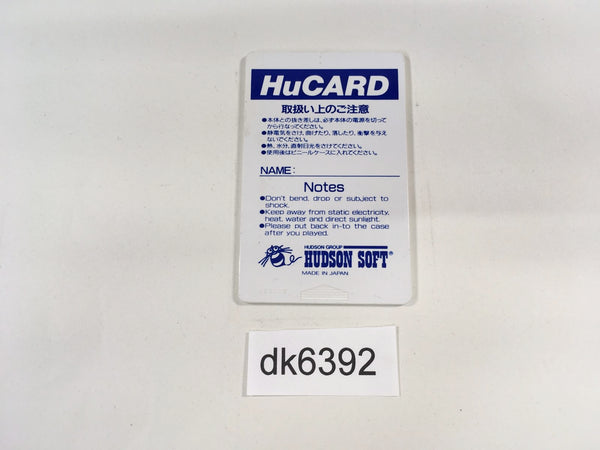 HuCARD
取扱い上のご注意
●本体との抜き差しは、必ず本体の電源を切って
から行なってください。
●静電気をさけ、曲げたり、落したり、衝撃を与え
ないでください。
●熱、水分、直射日光をさけてください。
●使用後はビニールケースに入れてください。
NAME:
Notes
●Don't bend, drop or subject to
shock.
●Keep away from static electricity,
heat, water and direct sunlight.
●Please put back in-to the case
after you played.
HUDSON GROUP
HUDSON SOFT®
MADE IN JAPAN
dk6392